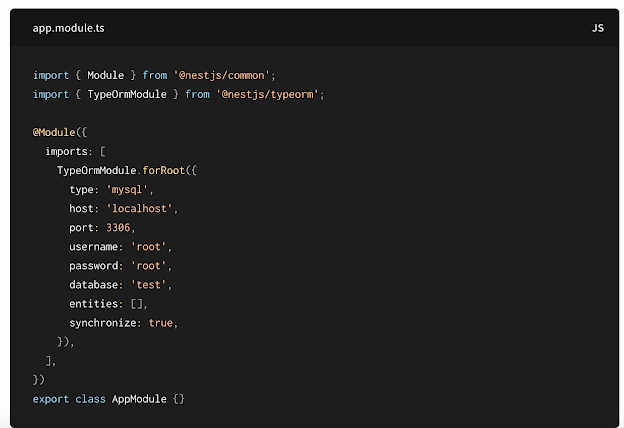 app.module.ts JS
import { Module } from '@nestjs/common';
import { TypeOrmModule } from '@nestjs/typeorm';
@Module({
imports: [
TypeOrmModule.forRoot({
type: 'mysql',
host: 'localhost',
port: 3306,
username: 'root',
password: 'root',
database: 'test',
entities: [],
synchronize: true,
}),
],
})
export class AppModule {}